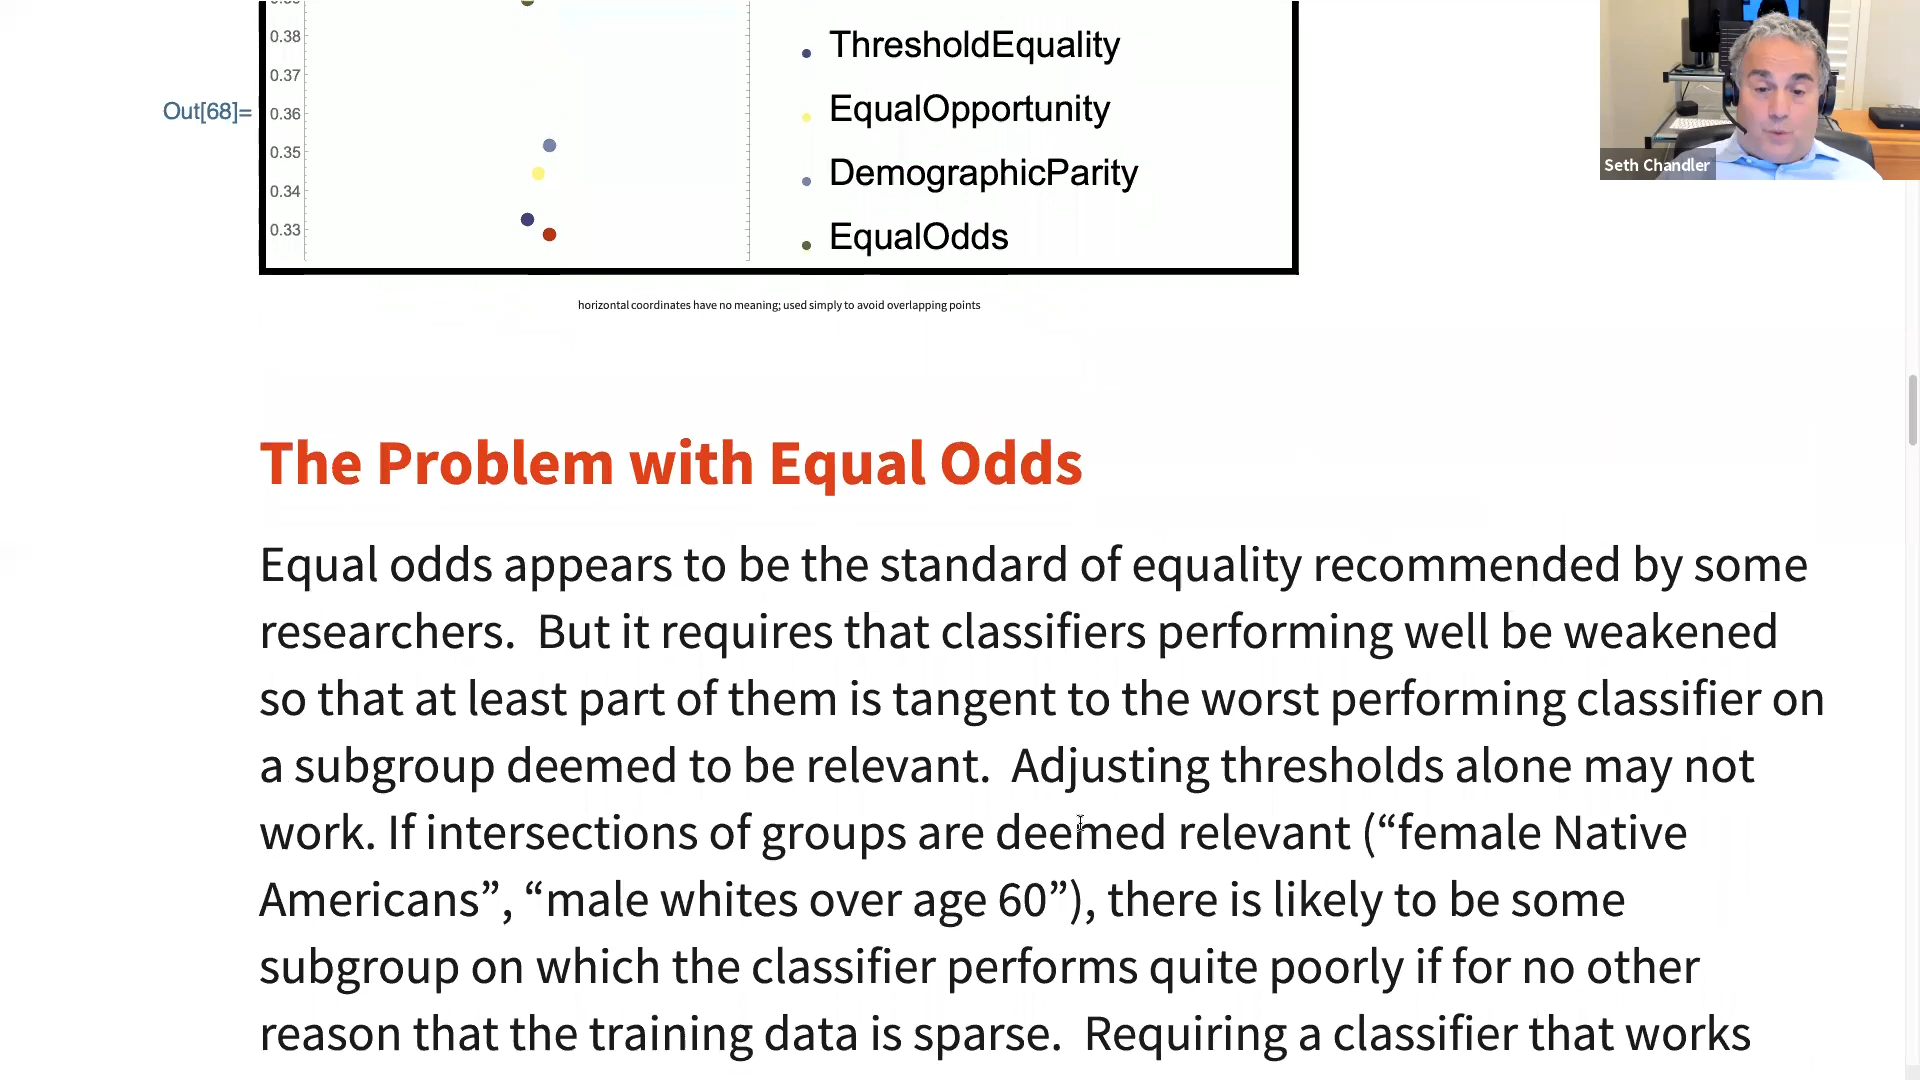 0.38
ThresholdEquality
0.37
EqualOpportunity
Out[68]=
0.36
0.35
DemographicParity
0.34
EqualOdds
0.33
Seth Chandler
horizontal coordinates have no meaning; used simply to avoid overlapping points
The Problem with Equal Odds
Equal odds appears to be the standard of equality recommended by some
researchers. But it requires that classifiers performing well be weakened
so that at least part of them is tangent to the worst performing classifier on
a subgroup deemed to be relevant. Adjusting thresholds alone may not
work. If intersections of groups are deemed relevant (“female Native
Americans”, “male whites over age 60”), there is likely to be some
subgroup on which the classifier performs quite poorly if for no other
reason that the training data is sparse. Requiring a classifier that works